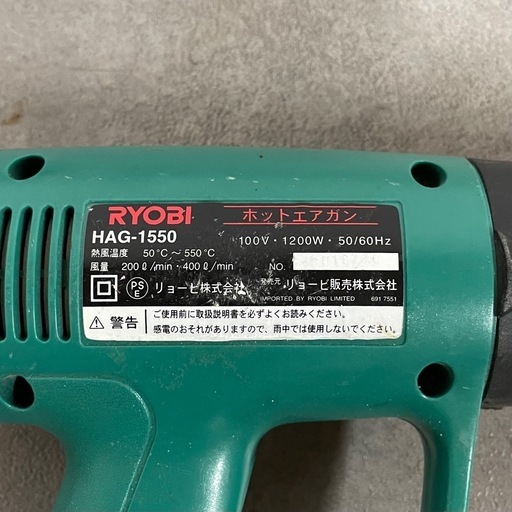 RYOBI ホットエアガン
HAG-1550 100V・1200W・50/60Hz
熱風温度 50℃～550℃
風量 200ℓ/min・400ℓ/min NO.
PSE リョービ株式会社 発売元 リョービ販売株式会社
IMPORTED BY RYOBI LIMITED 6917551
警告 ご使用前に取扱説明書を必ずよくお読みください。
感電のおそれがありますので、雨中では使用しないでください。